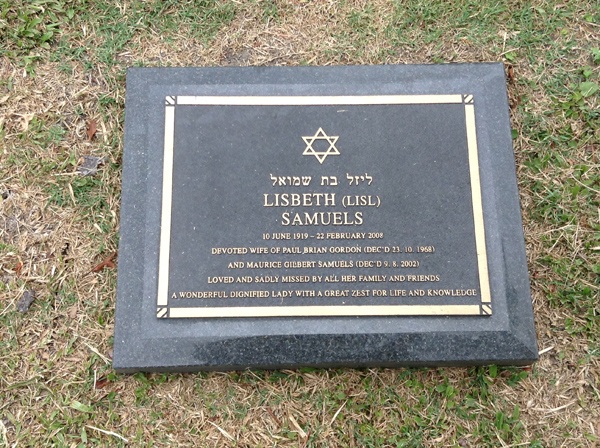 ליזל בת שמואל
LISBETH (LISL)
SAMUELS
10 JUNE 1919 – 22 FEBRUARY 2008
DEVOTED WIFE OF PAUL BRIAN GORDON (DEC'D 23. 10. 1968)
AND MAURICE GILBERT SAMUELS (DEC'D 9. 8. 2002)
LOVED AND SADLY MISSED BY ALL HER FAMILY AND FRIENDS
A WONDERFUL DIGNIFIED LADY WITH A GREAT ZEST FOR LIFE AND KNOWLEDGE